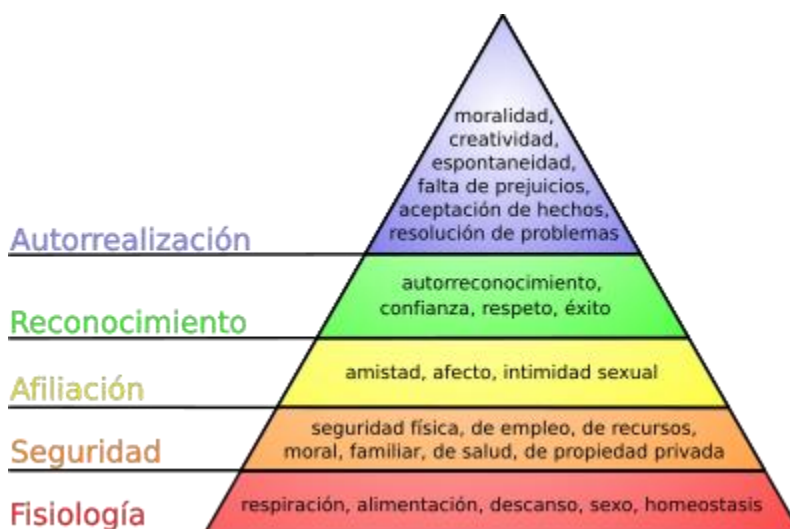 moralidad,
creatividad,
espontaneidad,
falta de prejuicios,
aceptación de hechos,
resolución de problemas
Autorrealización
autorreconocimiento,
confianza, respeto, éxito
Reconocimiento
amistad, afecto, intimidad sexual
Afiliación
seguridad física, de empleo, de recursos,
moral, familiar, de salud, de propiedad privada
Seguridad
respiración, alimentación, descanso, sexo, homeostasis
Fisiología